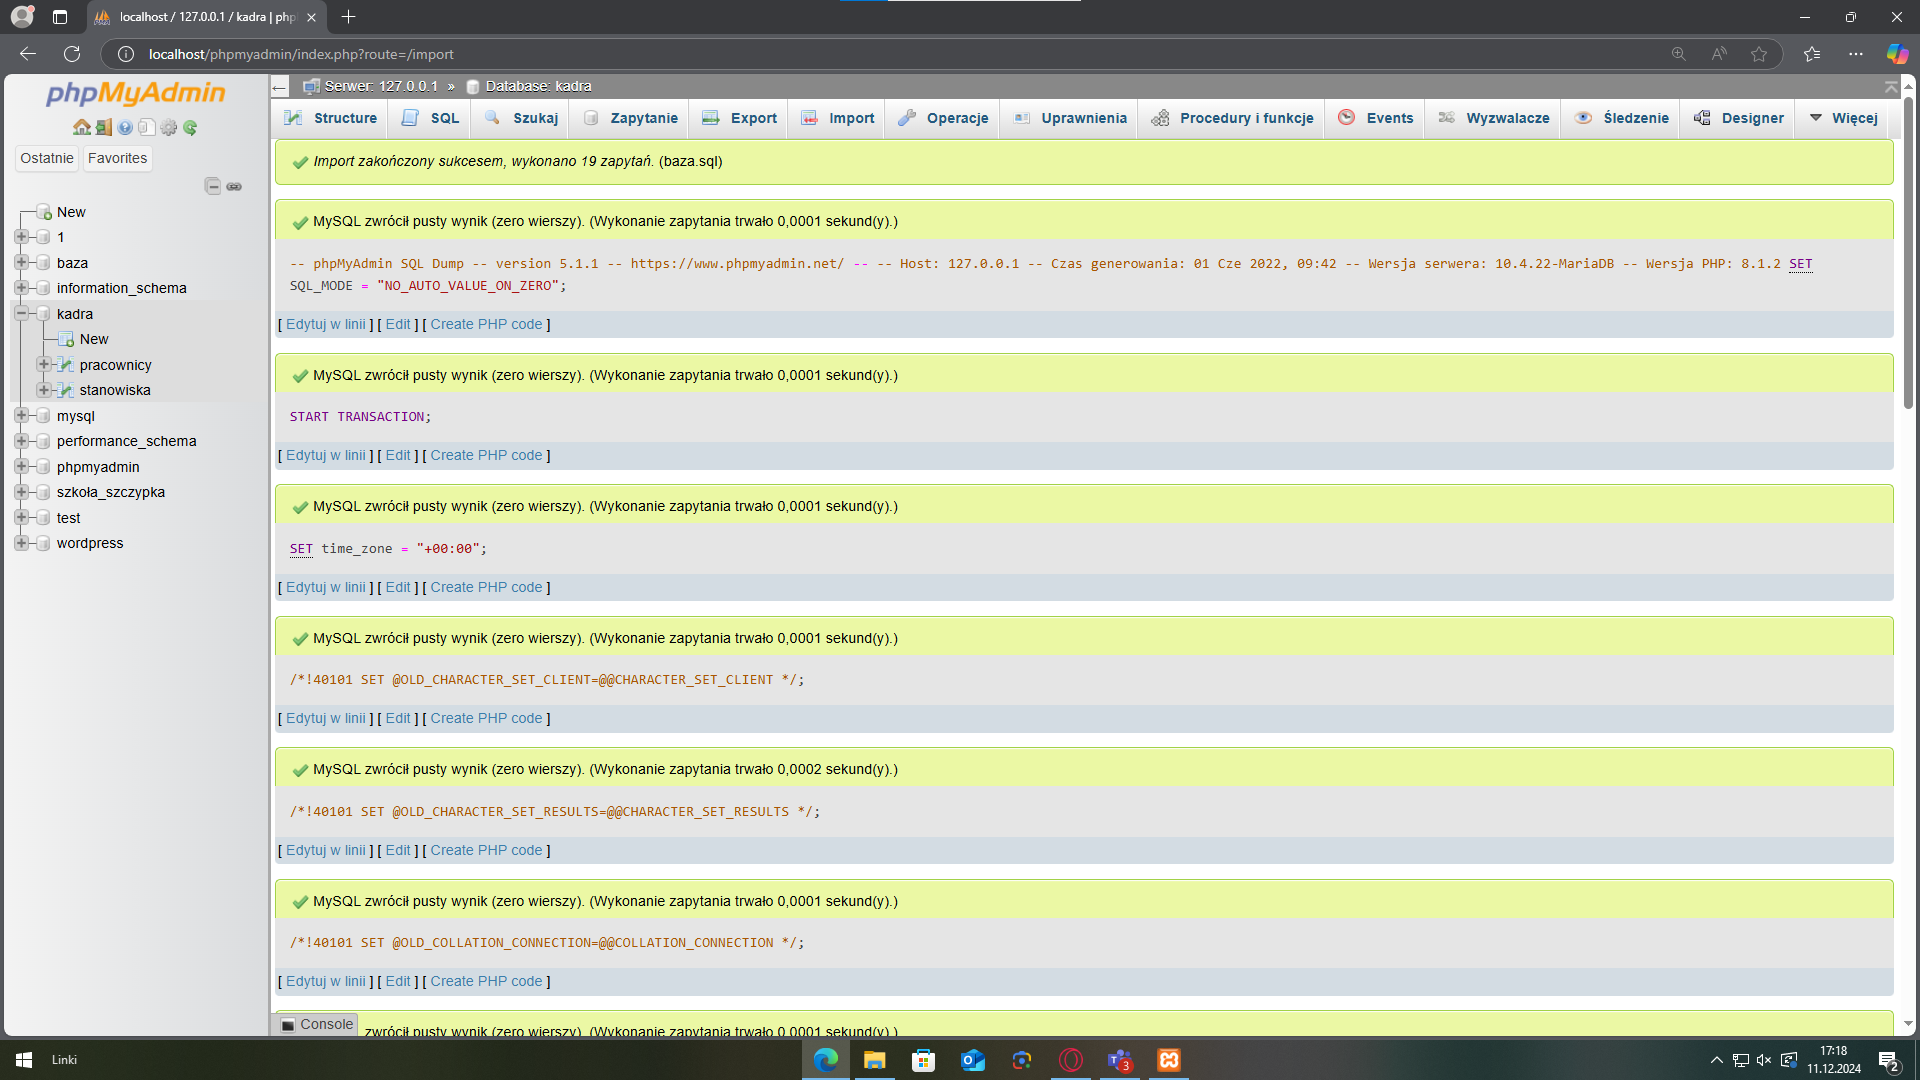 localhost / 127.0.0.1 / kadra | php
localhost/phpmyadmin/index.php?route=/import
phpMyAdmin
Ostatnie Favorites
New
1
baza
information_schema
kadra
New
pracownicy
stanowiska
mysql
performance_schema
phpmyadmin
szkoła_szczypka
test
wordpress
Serwer: 127.0.0.1 » Database: kadra
Structure SQL Szukaj Zapytanie Export Import Operacje Uprawnienia Procedury i funkcje Events Wyzwalacze Śledzenie Designer Więcej
Import zakończony sukcesem, wykonano 19 zapytań. (baza.sql)
MySQL zwrócił pusty wynik (zero wierszy). (Wykonanie zapytania trwało 0,0001 sekund(y).)
-- phpMyAdmin SQL Dump -- version 5.1.1 -- https://www.phpmyadmin.net/ -- -- Host: 127.0.0.1 -- Czas generowania: 01 Cze 2022, 09:42 -- Wersja serwera: 10.4.22-MariaDB -- Wersja PHP: 8.1.2 SET
SQL_MODE = "NO_AUTO_VALUE_ON_ZERO";
[ Edytuj w linii ] [ Edit ] [ Create PHP code ]
MySQL zwrócił pusty wynik (zero wierszy). (Wykonanie zapytania trwało 0,0001 sekund(y).)
START TRANSACTION;
[ Edytuj w linii ] [ Edit ] [ Create PHP code ]
MySQL zwrócił pusty wynik (zero wierszy). (Wykonanie zapytania trwało 0,0001 sekund(y).)
SET time_zone = "+00:00";
[ Edytuj w linii ] [ Edit ] [ Create PHP code ]
MySQL zwrócił pusty wynik (zero wierszy). (Wykonanie zapytania trwało 0,0001 sekund(y).)
/*!40101 SET @OLD_CHARACTER_SET_CLIENT=@@CHARACTER_SET_CLIENT */;
[ Edytuj w linii ] [ Edit ] [ Create PHP code ]
MySQL zwrócił pusty wynik (zero wierszy). (Wykonanie zapytania trwało 0,0002 sekund(y).)
/*!40101 SET @OLD_CHARACTER_SET_RESULTS=@@CHARACTER_SET_RESULTS */;
[ Edytuj w linii ] [ Edit ] [ Create PHP code ]
MySQL zwrócił pusty wynik (zero wierszy). (Wykonanie zapytania trwało 0,0001 sekund(y).)
/*!40101 SET @OLD_COLLATION_CONNECTION=@@COLLATION_CONNECTION */;
[ Edytuj w linii ] [ Edit ] [ Create PHP code ]
Console zwrócił pusty wynik (zero wierszy). (Wykonanie zapytania trwało 0,0001 sekund(y).)
Linki
3
17:18
11.12.2024
2